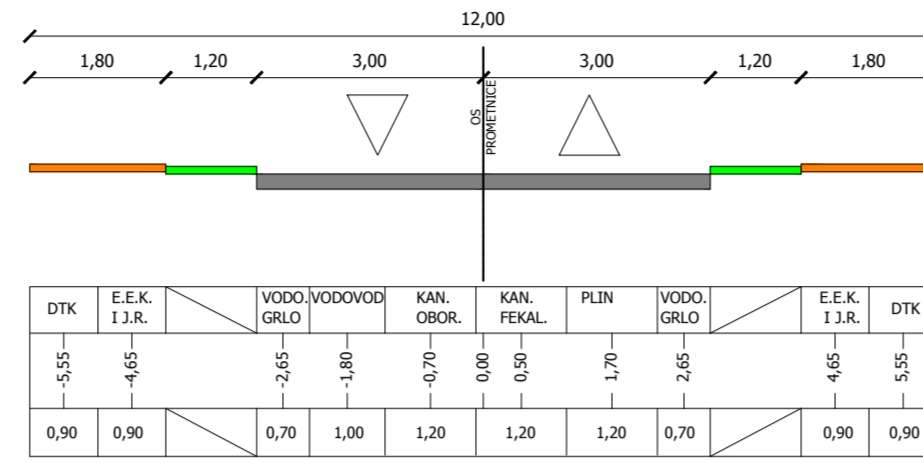 12,00
1,80 1,20 3,00 3,00 1,20 1,80
OS
PROMETNICE
DTK E.E.K. VODO. VODOVOD KAN. KAN. PLIN VODO. E.E.K. DTK
I J.R. GRLO OBOR. FEKAL. GRLO I J.R.
-5,55 -4,65 -2,65 -1,80 -0,70 0,00 0,50 1,70 2,65 4,65 5,55
0,90 0,90 0,70 1,00 1,20 1,20 1,20 0,70 0,90 0,90